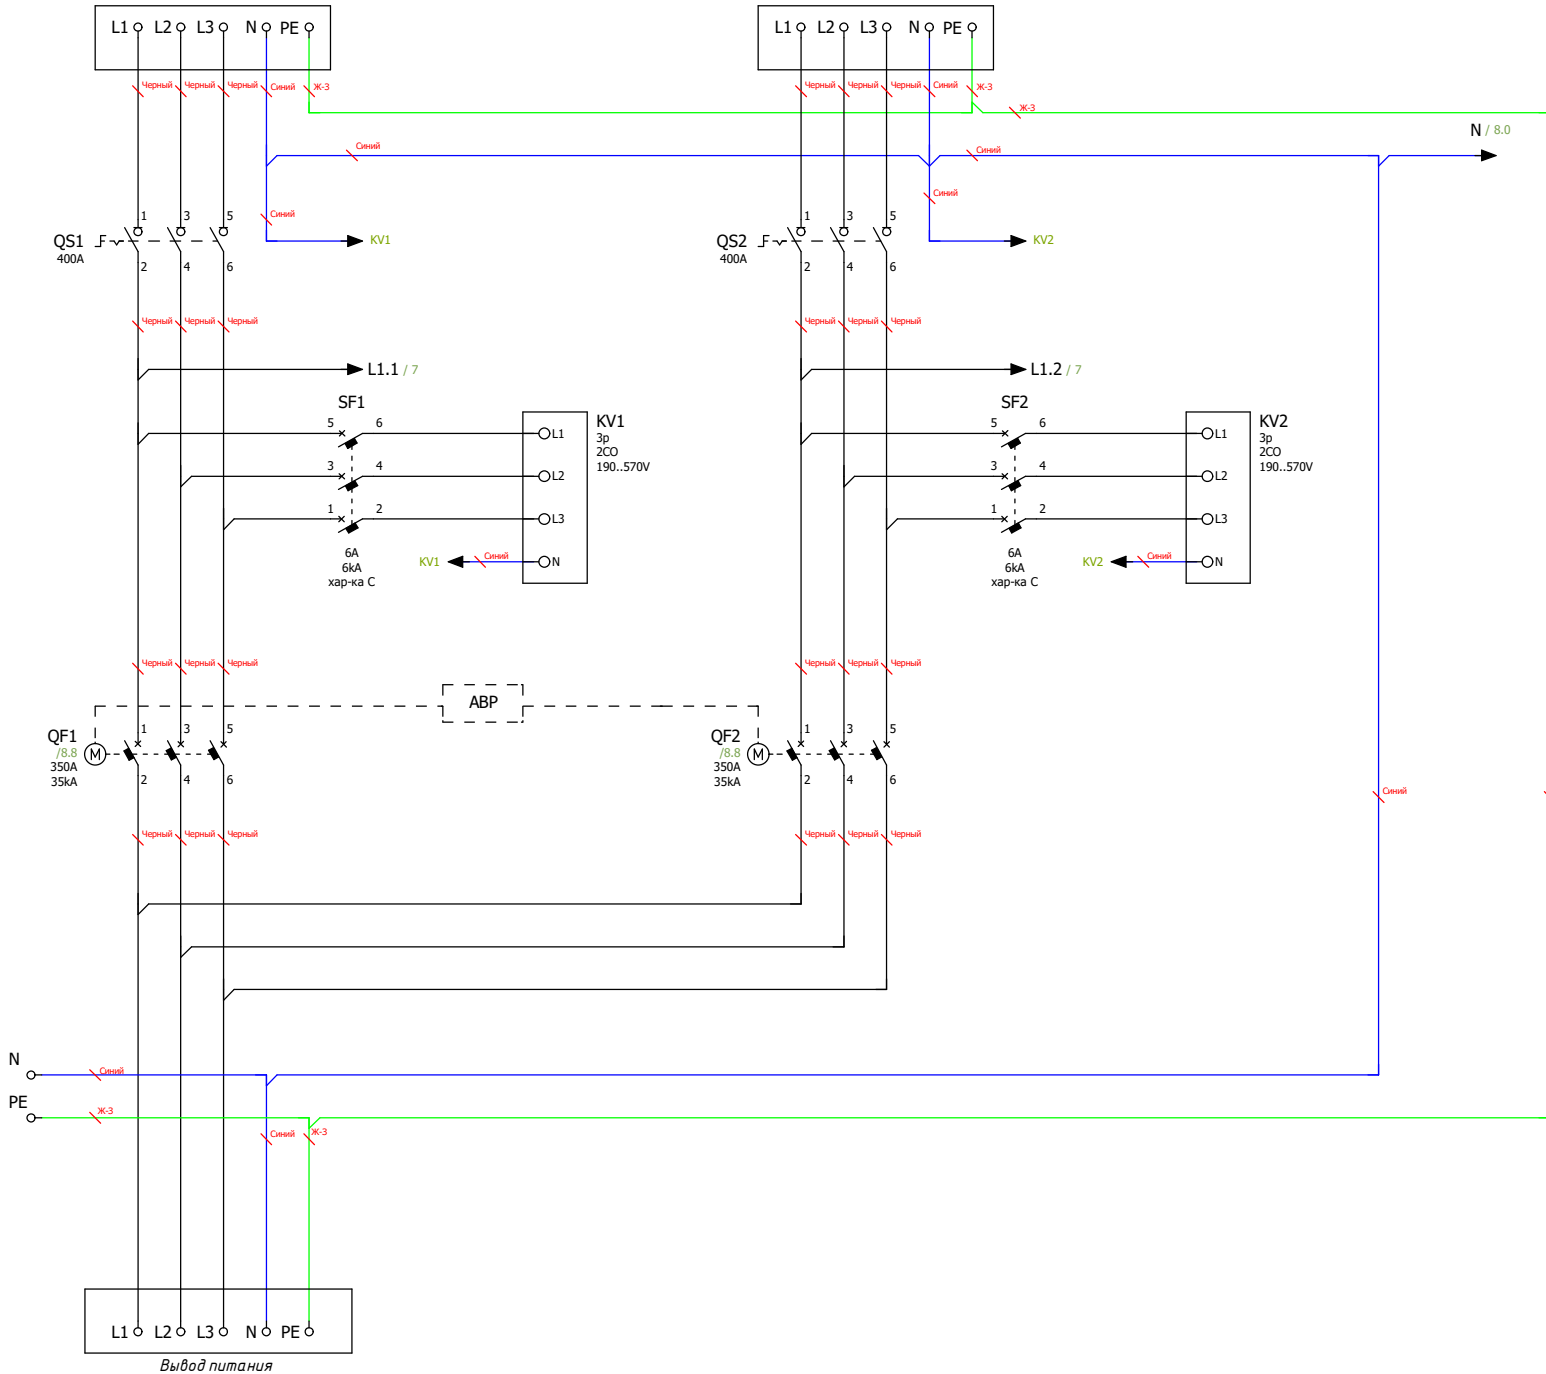 L1 L2 L3 N PE L1 L2 L3 N PE
Черный Черный Черный Синий Ж-З Черный Черный Черный Синий Ж-З
Ж-З
N / 8.0
Синий Синий
Синий
Синий
1 3 5 1 3 5
QS1 KV1 QS2 KV2
400A 400A
2 4 6 2 4 6
Черный Черный Черный Черный Черный Черный
L1.1 / 7 L1.2 / 7
SF1 SF2
5 6 L1 KV1 5 6 L1 KV2
3p 3p
2CO 2CO
190..570V 190..570V
3 4 L2 3 4 L2
1 2 L3 1 2 L3
6A 6A
KV1 Синий N KV2 Синий N
6kA 6kA
хар-ка С хар-ка С
Черный Черный Черный Черный Черный Черный
АВР
1 3 5 1 3 5
QF1 QF2
/8.8 M /8.8 M
350A 350A
35kA 35kA
2 4 6 2 4 6
Синий
Черный Черный Черный Черный Черный Черный
N
Синий
PE
Ж-З
Синий Ж-З
L1 L2 L3 N PE
Вывод питания